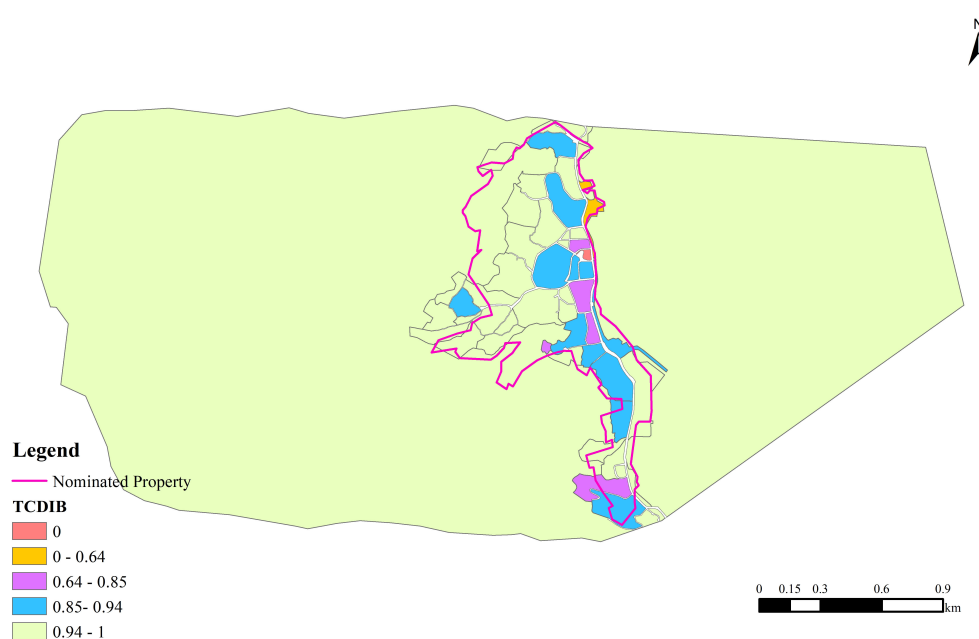 N
Legend
Nominated Property
TCDIB
0
0 - 0.64
0.64 - 0.85
0.85- 0.94
0.94 - 1
0 0.15 0.3 0.6 0.9
km